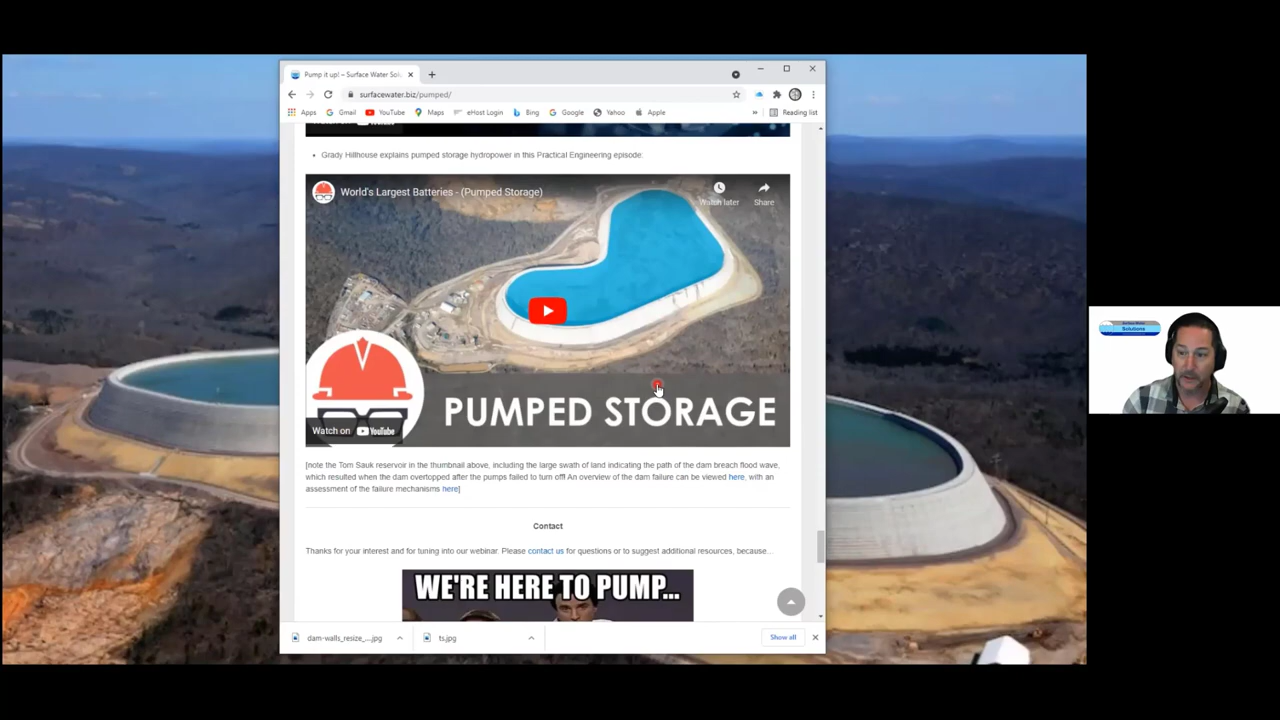 Pump it up! – Surface Water Solu
surfacewater.biz/pumped/
Apps Gmail YouTube Maps eHost Login Bing Google Yahoo Apple » Reading list
• Grady Hillhouse explains pumped storage hydropower in this Practical Engineering episode:
World's Largest Batteries - (Pumped Storage)
Watch later Share
PUMPED STORAGE
Watch on YouTube
[note the Tom Sauk reservoir in the thumbnail above, including the large swath of land indicating the path of the dam breach flood wave,
which resulted when the dam overtopped after the pumps failed to turn off! An overview of the dam failure can be viewed here, with an
assessment of the failure mechanisms here]
Contact
Thanks for your interest and for tuning into our webinar. Please contact us for questions or to suggest additional resources, because...
WE'RE HERE TO PUMP...
dam-walls_resize_....jpg ts.jpg Show all
Solutions